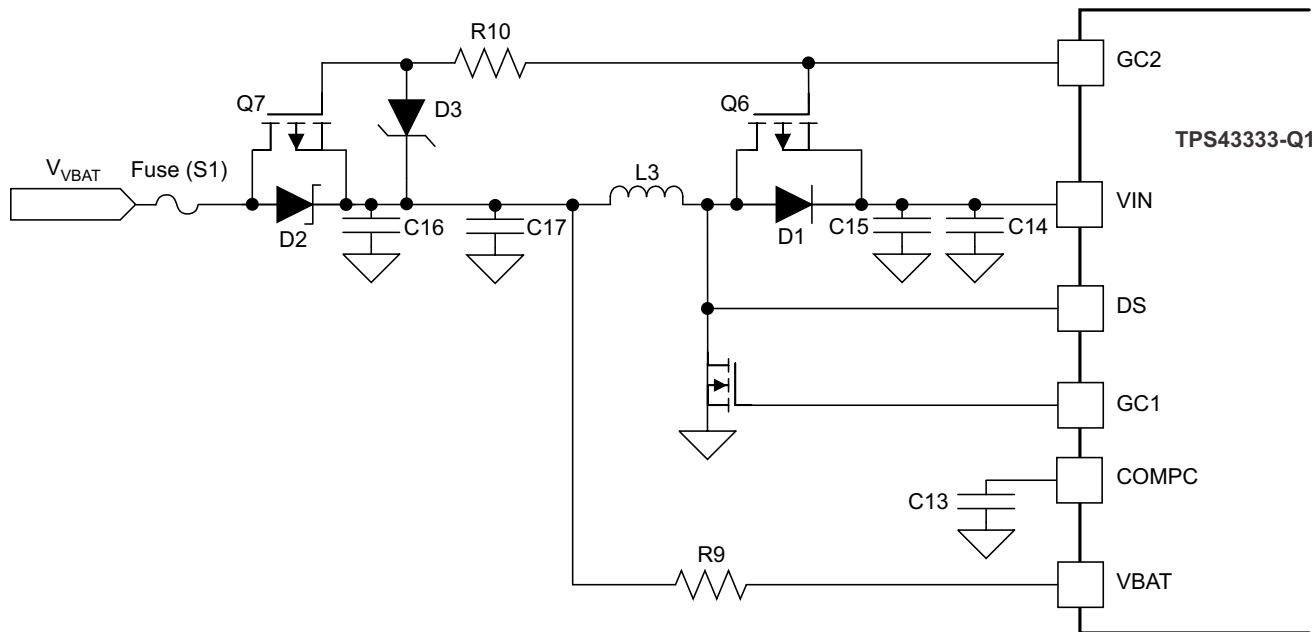 R10
GC2
Q7
D3
Q6
TPS43333-Q1
VVBAT
Fuse (S1)
L3
VIN
D2
C16
C17
D1
C15
C14
DS
GC1
COMPC
C13
R9
VBAT